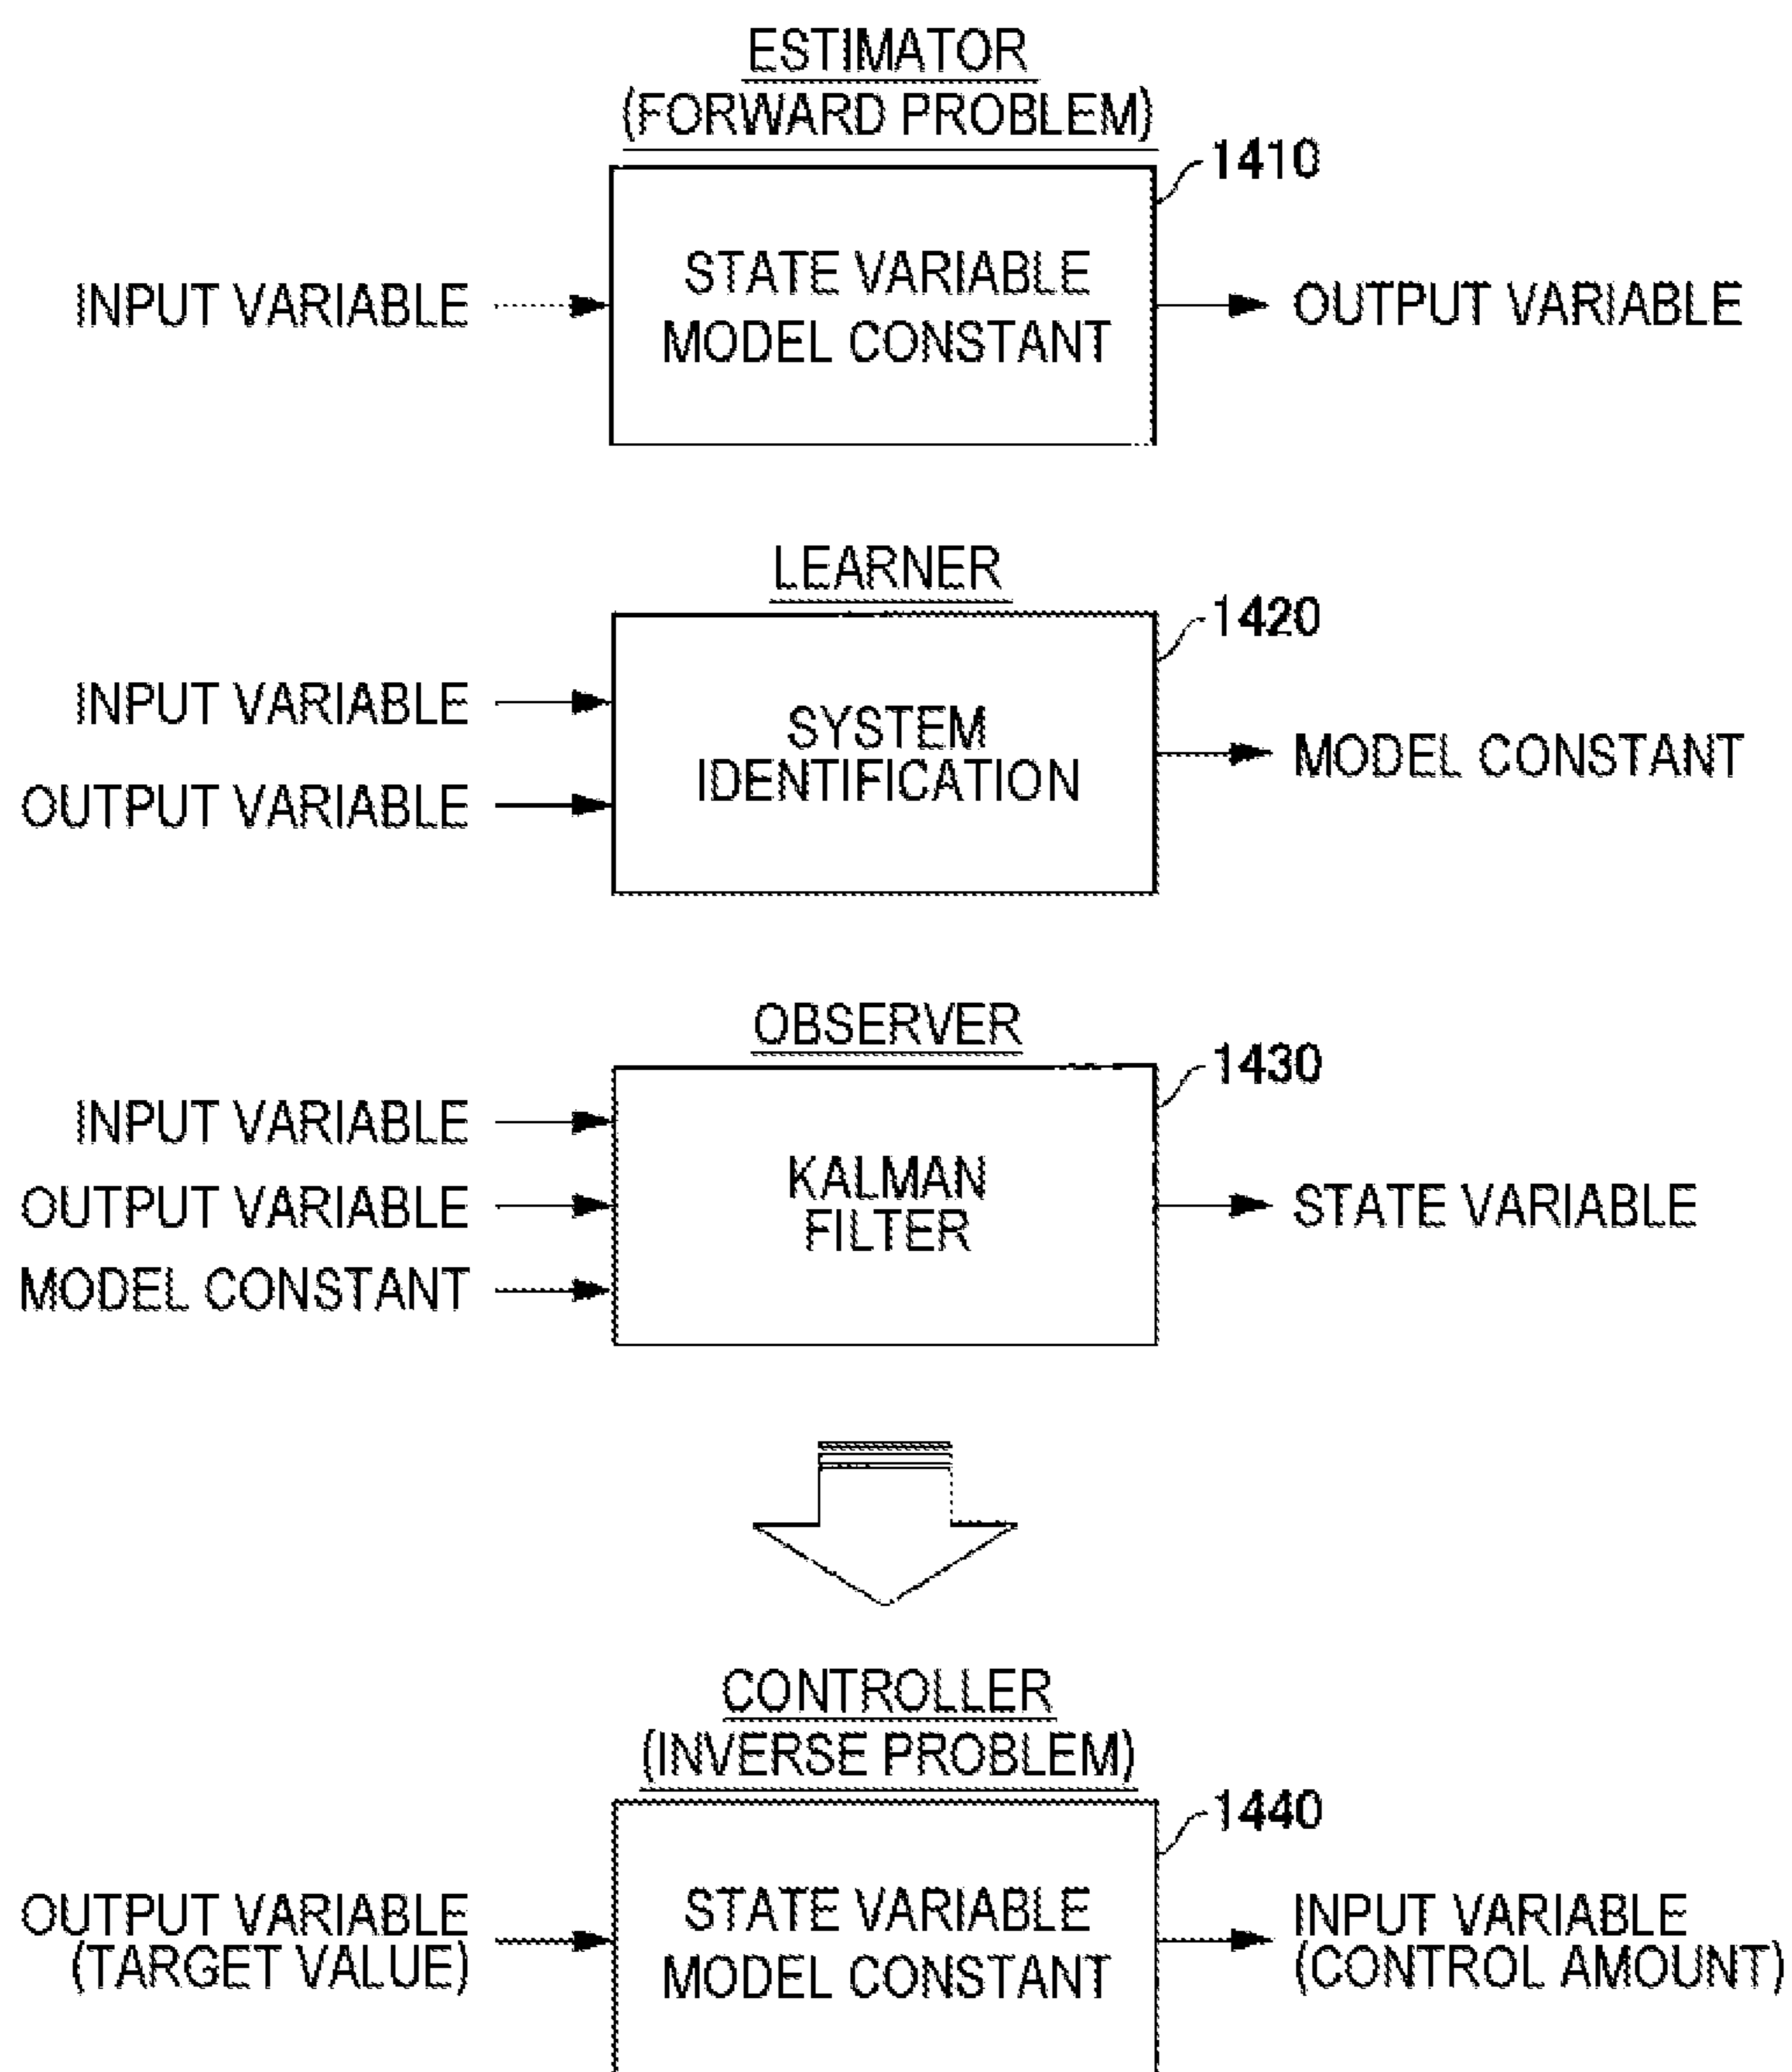 ESTIMATOR
(FORWARD PROBLEM)
1410
INPUT VARIABLE
STATE VARIABLE
MODEL CONSTANT
OUTPUT VARIABLE
LEARNER
1420
INPUT VARIABLE
OUTPUT VARIABLE
SYSTEM
IDENTIFICATION
MODEL CONSTANT
OBSERVER
1430
INPUT VARIABLE
OUTPUT VARIABLE
MODEL CONSTANT
KALMAN
FILTER
STATE VARIABLE
CONTROLLER
(INVERSE PROBLEM)
1440
OUTPUT VARIABLE
(TARGET VALUE)
STATE VARIABLE
MODEL CONSTANT
INPUT VARIABLE
(CONTROL AMOUNT)